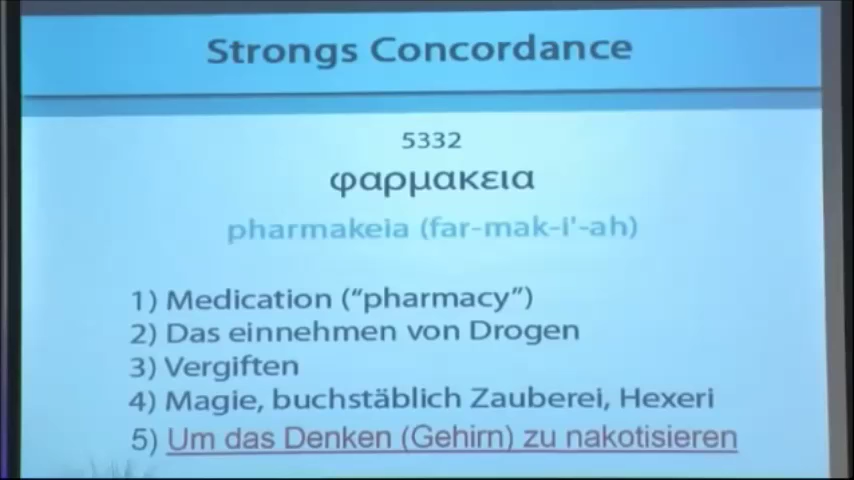 Strongs Concordance
5332
φαρμακεια
pharmakeia (far-mak-i'-ah)
1) Medication (“pharmacy”)
2) Das einnehmen von Drogen
3) Vergiften
4) Magie, buchstäblich Zauberei, Hexeri
5) Um das Denken (Gehirn) zu nakotisieren